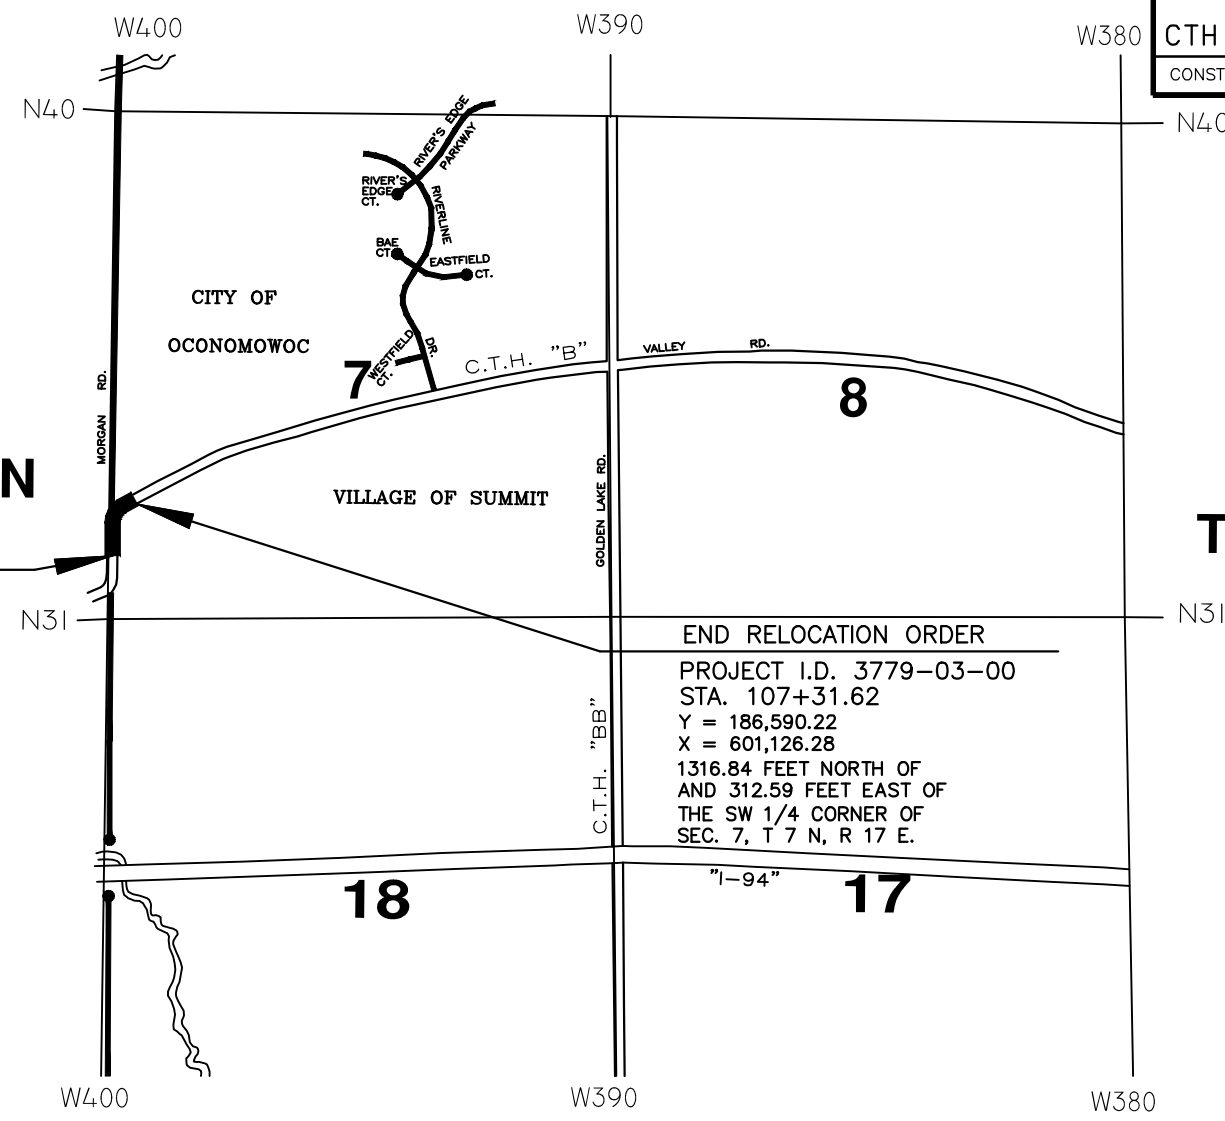 W400
W390
W380
CTH
CONST
N40
N40
RIVER'S EDGE
PARKWAY
RIVER'S
EDGE
CT.
RIVERLINE
BAE
CT.
EASTFIELD
CT.
CITY OF
OCONOMOWOC
WESTFIELD
CT.
DR.
7
C.T.H. "B"
VALLEY RD.
8
MORGAN RD.
N
VILLAGE OF SUMMIT
GOLDEN LAKE RD.
T
N31
N31
END RELOCATION ORDER
PROJECT I.D. 3779-03-00
STA. 107+31.62
Y = 186,590.22
X = 601,126.28
1316.84 FEET NORTH OF
AND 312.59 FEET EAST OF
THE SW 1/4 CORNER OF
SEC. 7, T 7 N, R 17 E.
C.T.H. "BB"
"I-94"
18
17
W400
W390
W380